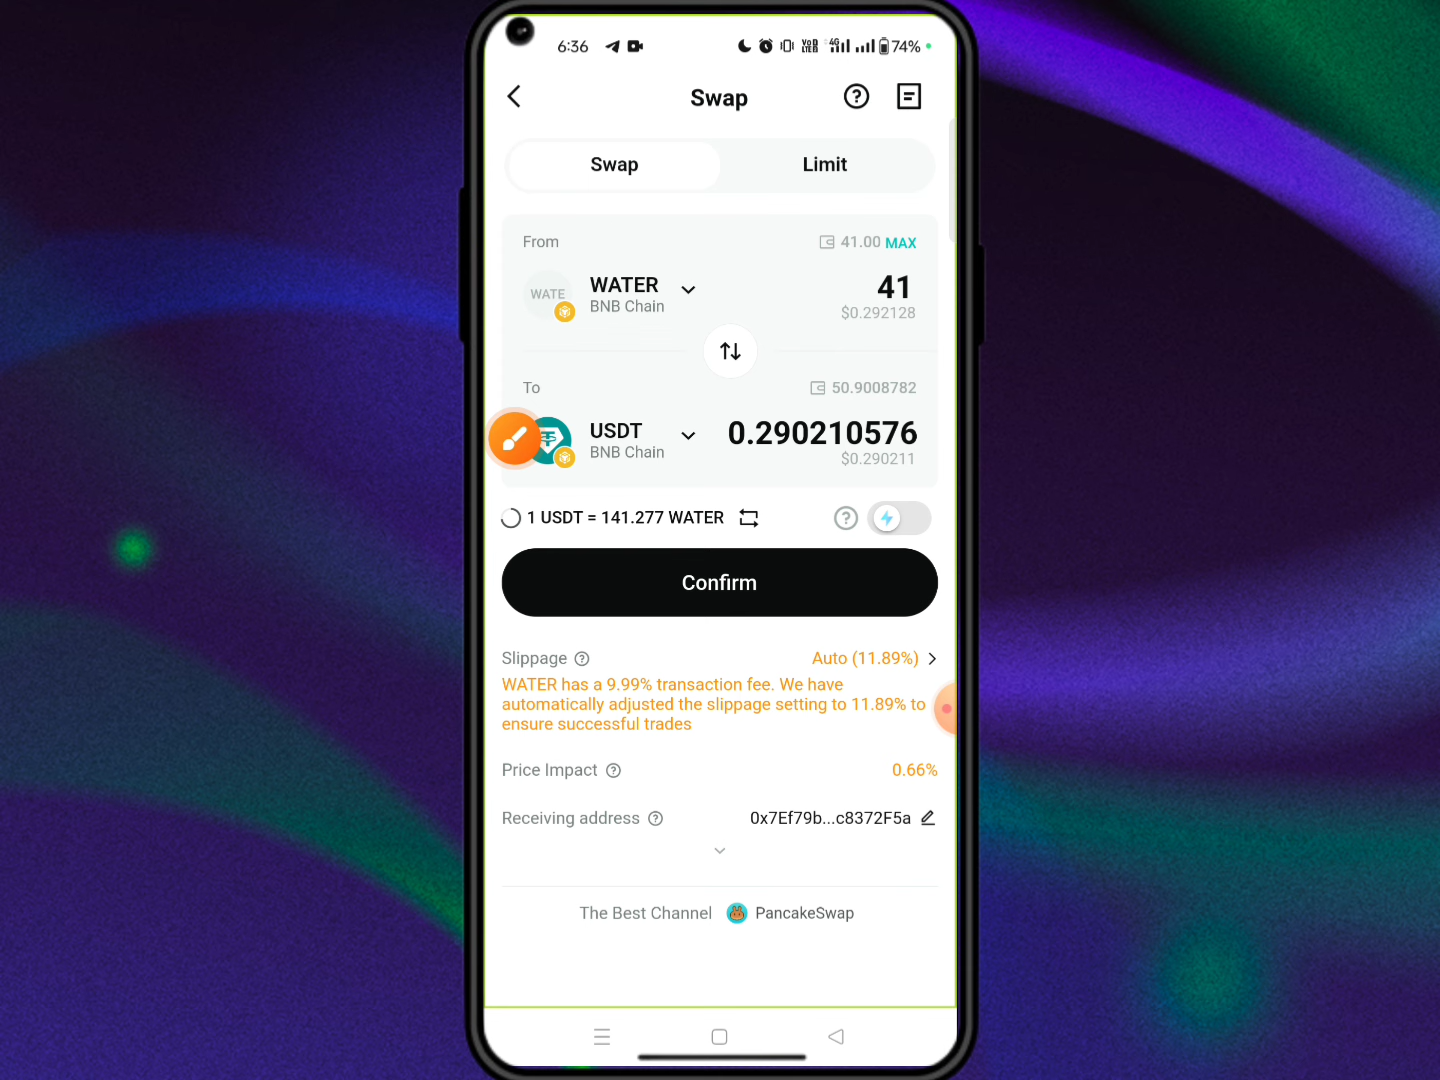 6:36 4G 74%
Swap
Swap Limit
From 41.00 MAX
WATE WATER 41
BNB Chain $0.292128
To 50.9008782
USDT 0.290210576
BNB Chain $0.290211
1 USDT = 141.277 WATER
Confirm
Slippage Auto (11.89%)
WATER has a 9.99% transaction fee. We have
automatically adjusted the slippage setting to 11.89% to
ensure successful trades
Price Impact 0.66%
Receiving address 0x7Ef79b...c8372F5a
The Best Channel PancakeSwap